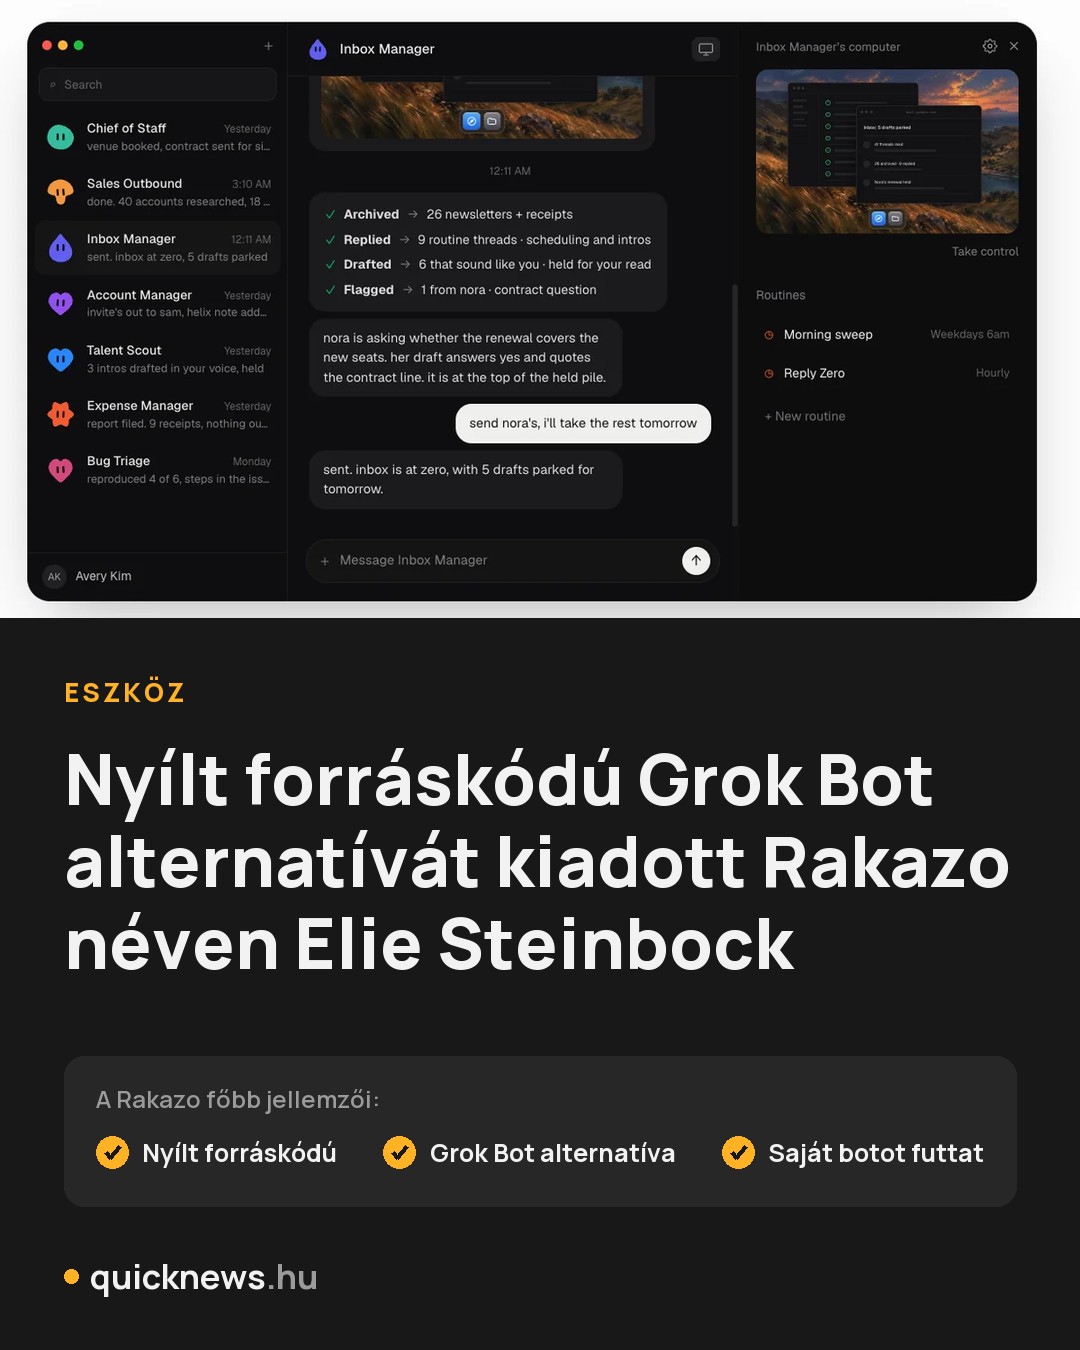 Inbox Manager
Inbox Manager's computer
Search
Chief of Staff Yesterday
venue booked, contract sent for si...
Sales Outbound 3:10 AM
done. 40 accounts researched, 18 ...
Inbox Manager 12:11 AM
sent. inbox at zero, 5 drafts parked
Account Manager Yesterday
invite's out to sam, helix note add...
Talent Scout Yesterday
3 intros drafted in your voice, held
Expense Manager Yesterday
report filed. 9 receipts, nothing ou...
Bug Triage Monday
reproduced 4 of 6, steps in the iss...
AK Avery Kim
12:11 AM
✓ Archived → 26 newsletters + receipts
✓ Replied → 9 routine threads · scheduling and intros
✓ Drafted → 6 that sound like you · held for your read
✓ Flagged → 1 from nora · contract question
nora is asking whether the renewal covers the
new seats. her draft answers yes and quotes
the contract line. it is at the top of the held pile.
send nora's, i'll take the rest tomorrow
sent. inbox is at zero, with 5 drafts parked for
tomorrow.
+ Message Inbox Manager
Inbox: 5 drafts parked
Take control
Routines
Morning sweep Weekdays 6am
Reply Zero Hourly
+ New routine
ESZKÖZ
Nyílt forráskódú Grok Bot
alternatívát kiadott Rakazo
néven Elie Steinbock
A Rakazo főbb jellemzői:
Nyílt forráskódú Grok Bot alternatíva Saját botot futtat
quicknews.hu